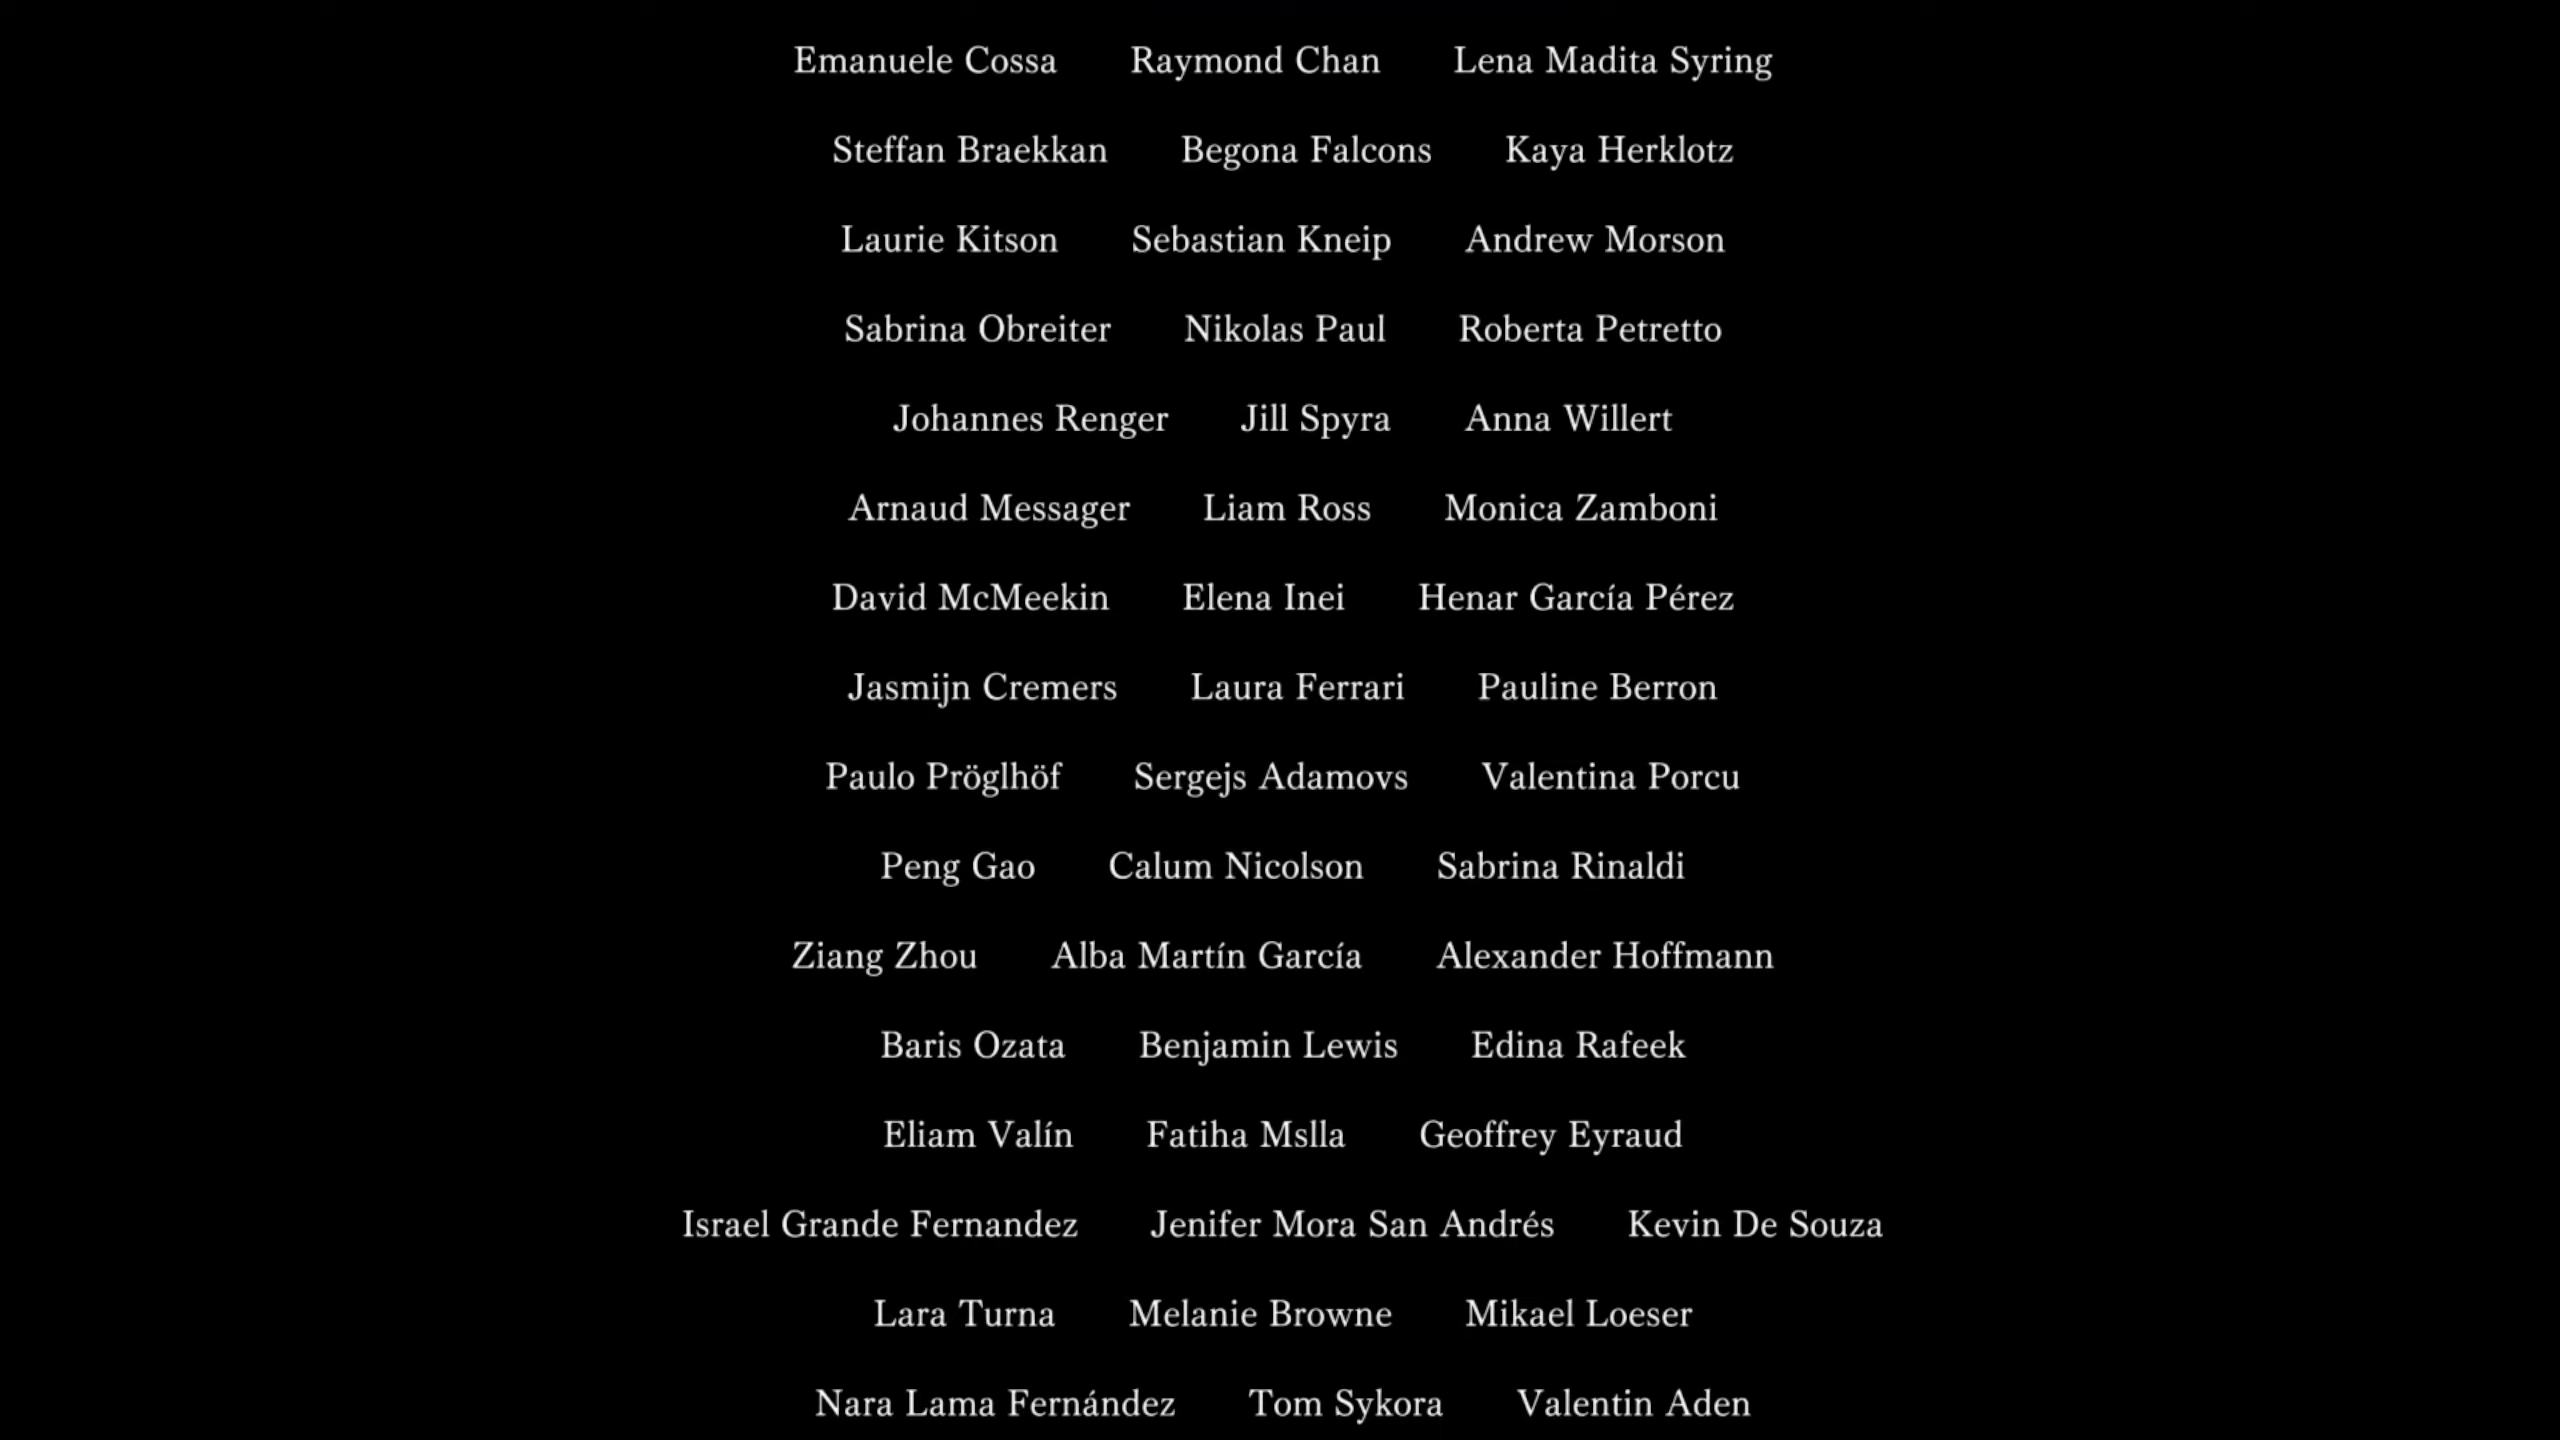 Emanuele Cossa Raymond Chan Lena Madita Syring
Steffan Braekkan Begona Falcons Kaya Herklotz
Laurie Kitson Sebastian Kneip Andrew Morson
Sabrina Obreiter Nikolas Paul Roberta Petretto
Johannes Renger Jill Spyra Anna Willert
Arnaud Messager Liam Ross Monica Zamboni
David McMeekin Elena Inei Henar García Pérez
Jasmijn Cremers Laura Ferrari Pauline Berron
Paulo Pröglhöf Sergejs Adamovs Valentina Porcu
Peng Gao Calum Nicolson Sabrina Rinaldi
Ziang Zhou Alba Martín García Alexander Hoffmann
Baris Ozata Benjamin Lewis Edina Rafeek
Eliam Valín Fatiha Mslla Geoffrey Eyraud
Israel Grande Fernandez Jenifer Mora San Andrés Kevin De Souza
Lara Turna Melanie Browne Mikael Loeser
Nara Lama Fernández Tom Sykora Valentin Aden